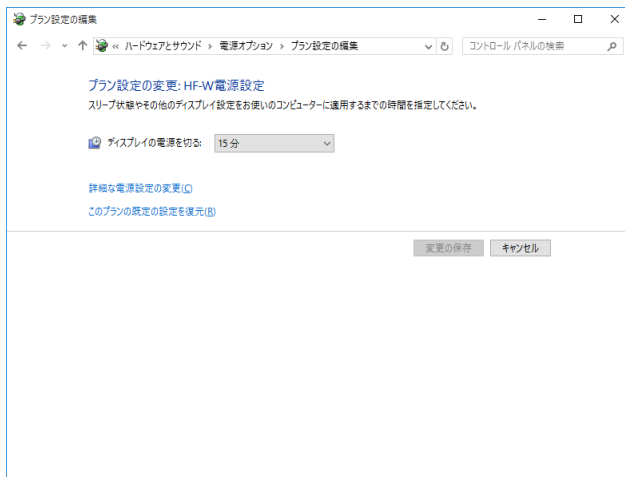 プラン設定の編集
« ハードウェアとサウンド › 電源オプション › プラン設定の編集
コントロール パネルの検索
プラン設定の変更: HF-W電源設定
スリープ状態やその他のディスプレイ設定をお使いのコンピューターに適用するまでの時間を指定してください。
ディスプレイの電源を切る: 15 分
詳細な電源設定の変更(C)
このプランの既定の設定を復元(R)
変更の保存 キャンセル